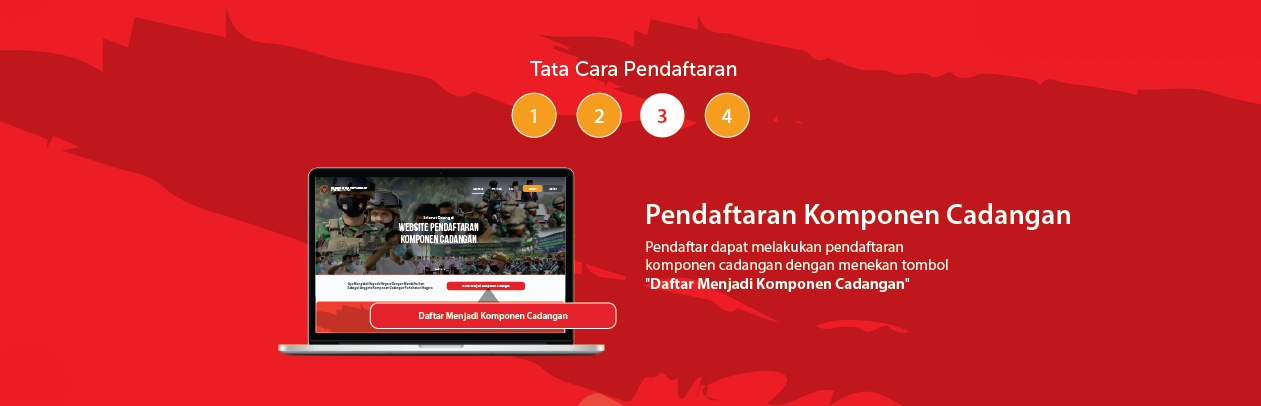 Tata Cara Pendaftaran
1 2 3 4
Selamat Datang di
WEBSITE PENDAFTARAN
KOMPONEN CADANGAN
Daftar Menjadi Komponen Cadangan
Pendaftaran Komponen Cadangan
Pendaftar dapat melakukan pendaftaran
komponen cadangan dengan menekan tombol
"Daftar Menjadi Komponen Cadangan"